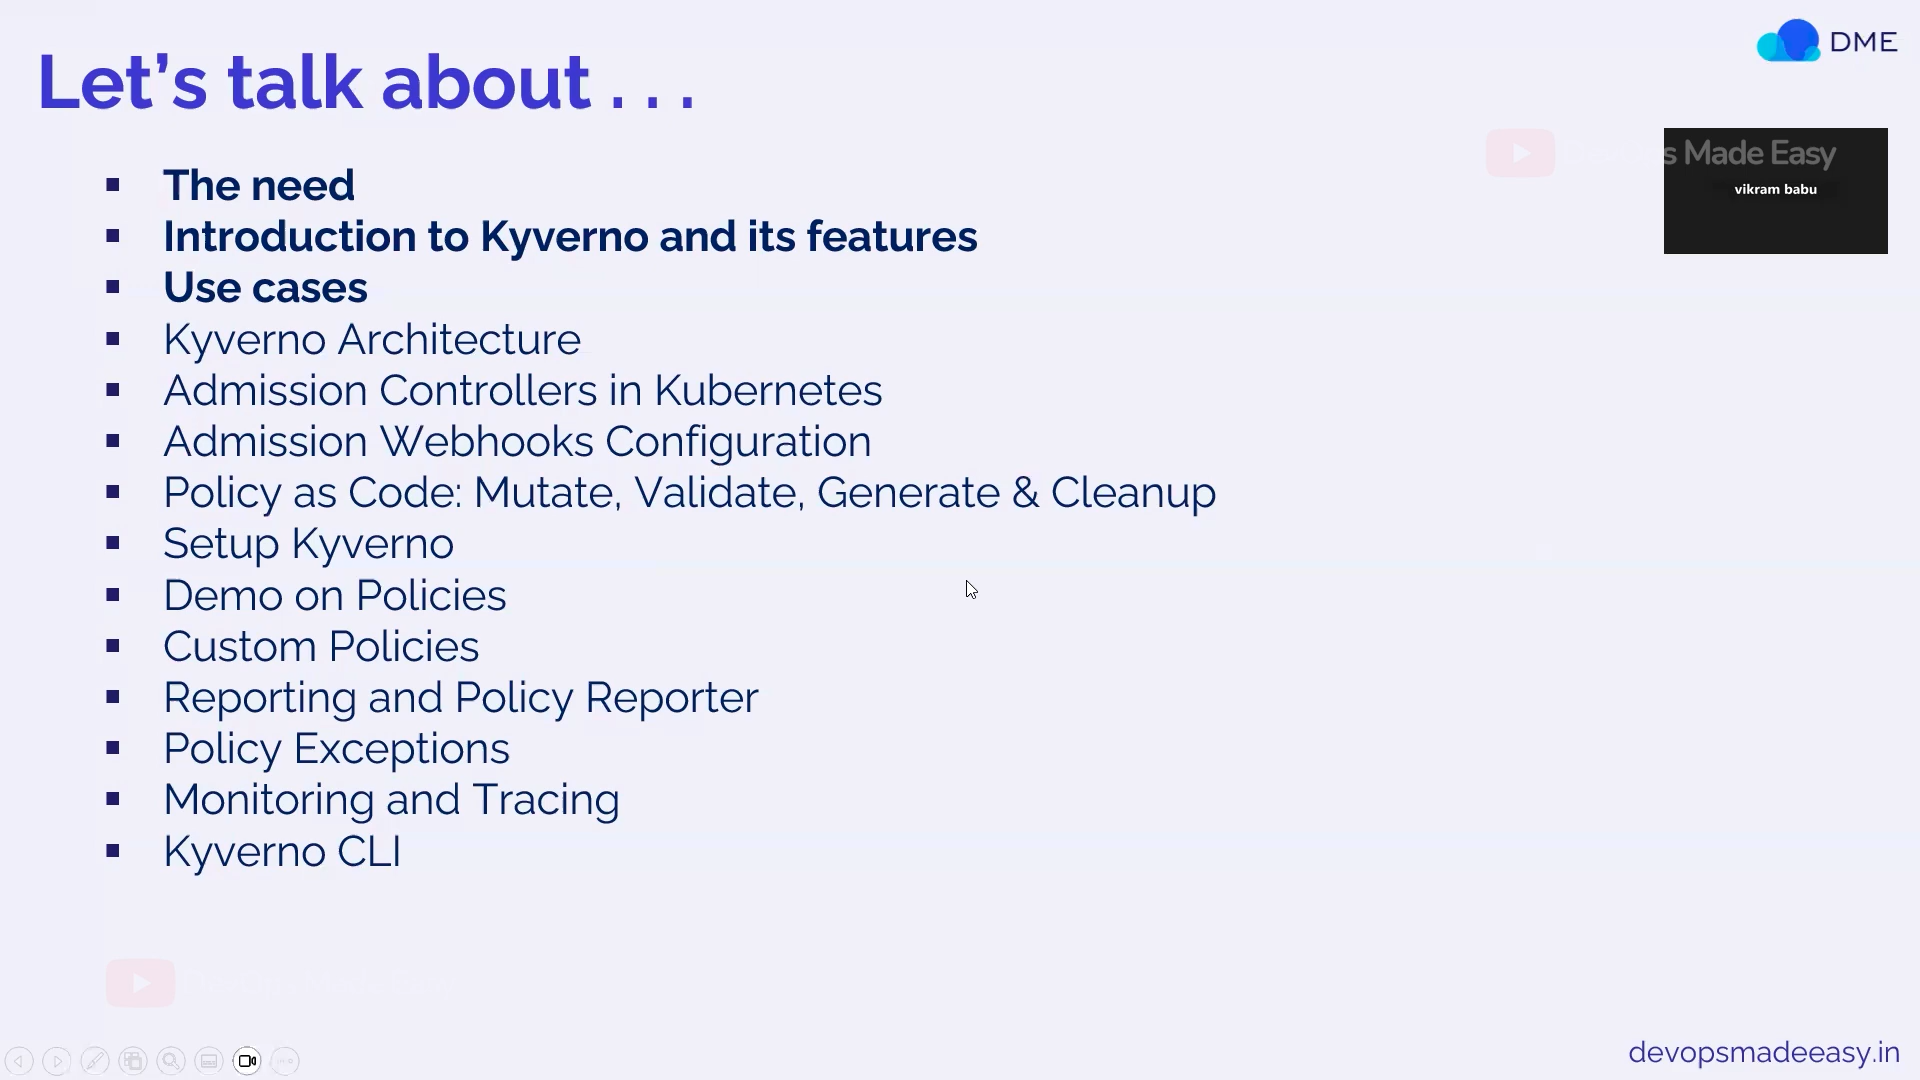 Let's talk about . . .
DME
s Made Easy
vikram babu
The need
Introduction to Kyverno and its features
Use cases
Kyverno Architecture
Admission Controllers in Kubernetes
Admission Webhooks Configuration
Policy as Code: Mutate, Validate, Generate & Cleanup
Setup Kyverno
Demo on Policies
Custom Policies
Reporting and Policy Reporter
Policy Exceptions
Monitoring and Tracing
Kyverno CLI
devopsmadeeasy.in